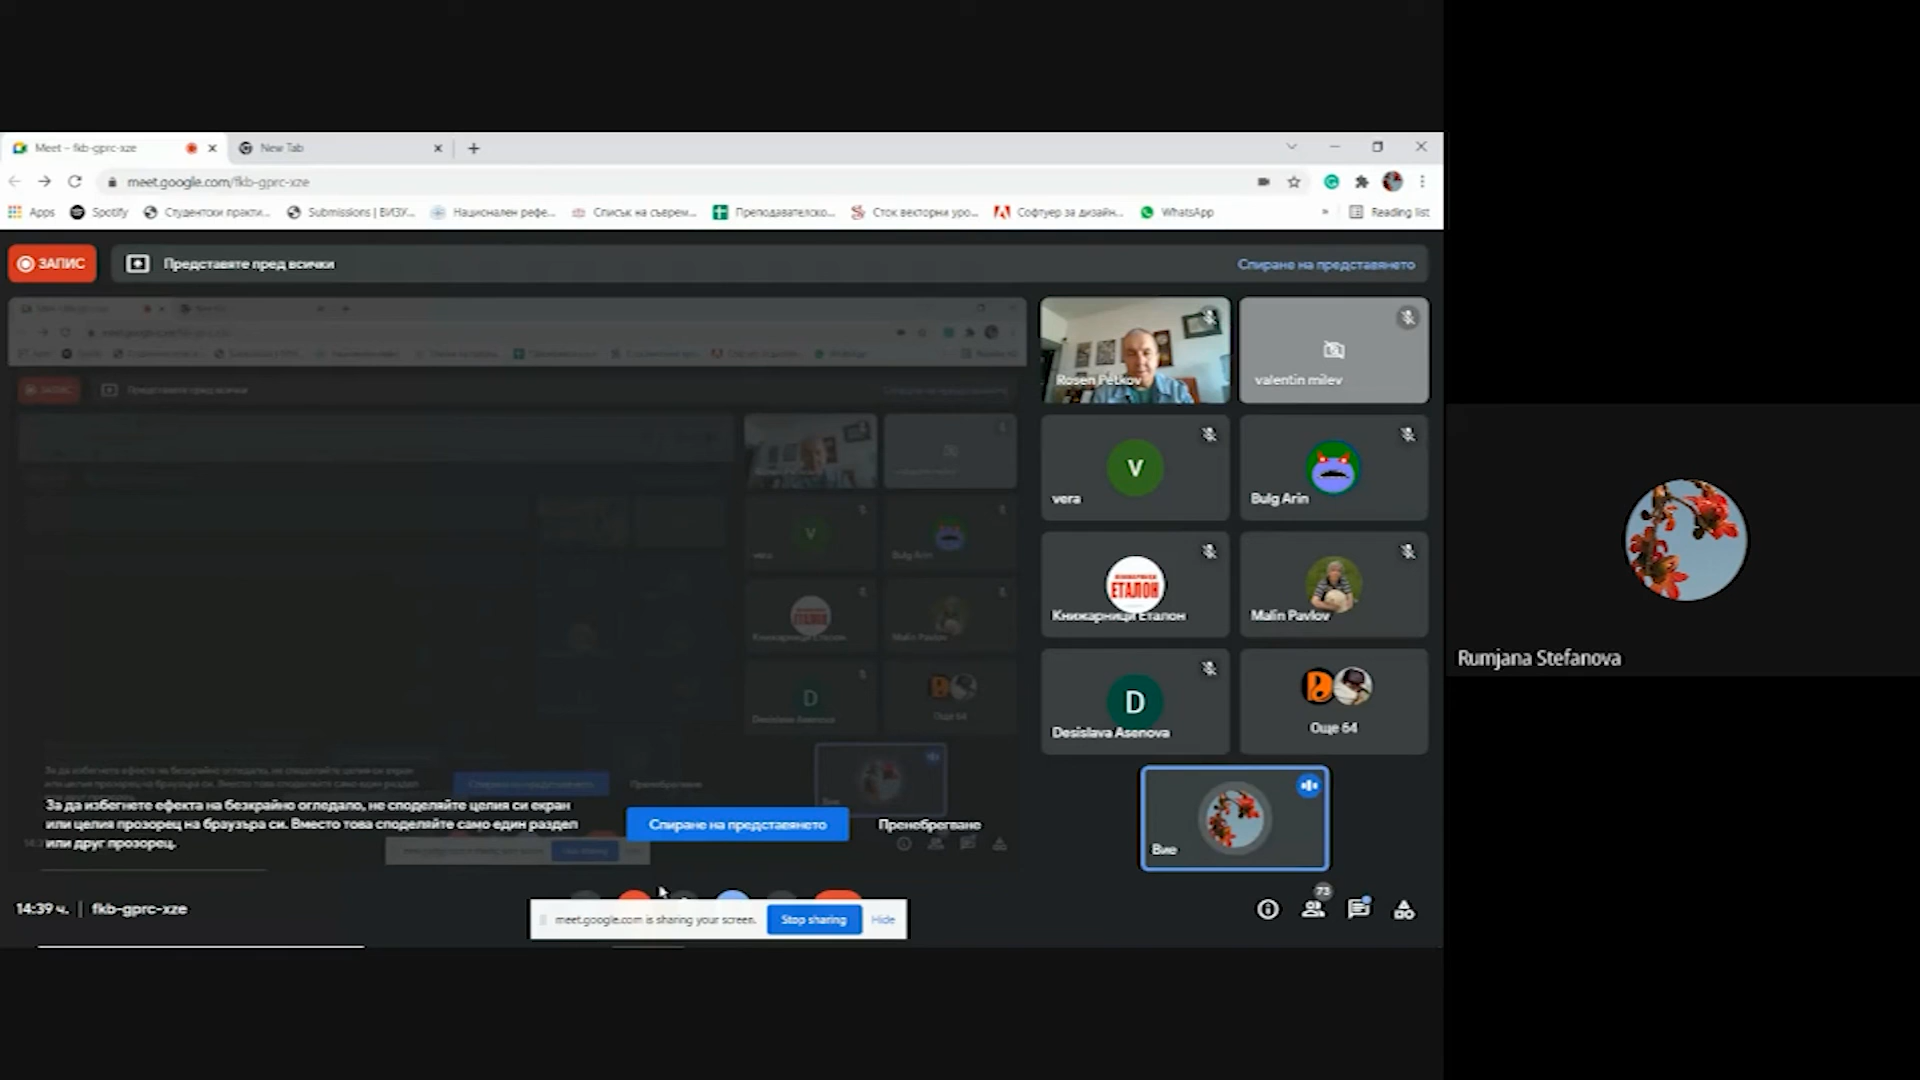 Meet – fkb-gprc-xze
New Tab
meet.google.com/fkb-gprc-xze
Apps
Spotify
Студентски практи...
Submissions | ВИЗУ...
Национален рефе...
Списък на съврем...
Преподавателско...
Сток векторни уро...
Софтуер за дизайн...
WhatsApp
»
Reading list
ЗАПИС
Представяте пред всички
Спиране на представянето
Rosen Petkov
valentin milev
V
vera
Bulg Arin
ЕТАЛОН
Книжарници Еталон
Malin Pavlov
D
Desislava Asenova
Още 64
Вие
Rumjana Stefanova
За да избегнете ефекта на безкрайно огледало, не споделяйте целия си екран
или целия прозорец на браузъра си. Вместо това споделяйте само един раздел
или друг прозорец.
Спиране на представянето
Пренебрегване
14:39 ч. | fkb-gprc-xze
meet.google.com is sharing your screen.
Stop sharing
Hide
73